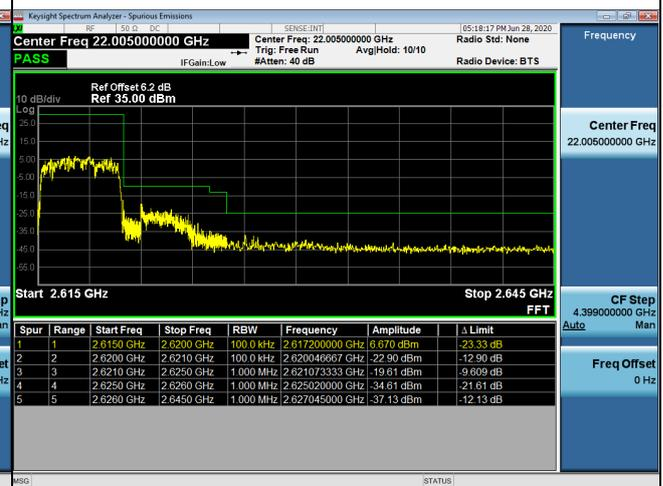 Keysight Spectrum Analyzer - Spurious Emissions
RF 50 Ω DC SENSE:INT 05:18:17 PM Jun 28, 2020
Center Freq 22.005000000 GHz Center Freq: 22.005000000 GHz Radio Std: None Frequency
Trig: Free Run Avg|Hold: 10/10
PASS IFGain:Low #Atten: 40 dB Radio Device: BTS
Ref Offset 6.2 dB
10 dB/div Ref 35.00 dBm
Log
25.0
15.0
5.00
-5.00
-15.0
-25.0
-35.0
-45.0
-55.0
Center Freq
22.005000000 GHz
Start 2.615 GHz Stop 2.645 GHz
FFT
CF Step
4.399000000 GHz
Auto Man
Freq Offset
0 Hz
Spur Range Start Freq Stop Freq RBW Frequency Amplitude Δ Limit
1 1 2.6150 GHz 2.6200 GHz 100.0 kHz 2.617200000 GHz 6.670 dBm -23.33 dB
2 2 2.6200 GHz 2.6210 GHz 100.0 kHz 2.620046667 GHz -22.90 dBm -12.90 dB
3 3 2.6210 GHz 2.6250 GHz 1.000 MHz 2.621073333 GHz -19.61 dBm -9.609 dB
4 4 2.6250 GHz 2.6260 GHz 1.000 MHz 2.625020000 GHz -34.61 dBm -21.61 dB
5 5 2.6260 GHz 2.6450 GHz 1.000 MHz 2.627045000 GHz -37.13 dBm -12.13 dB
MSG STATUS